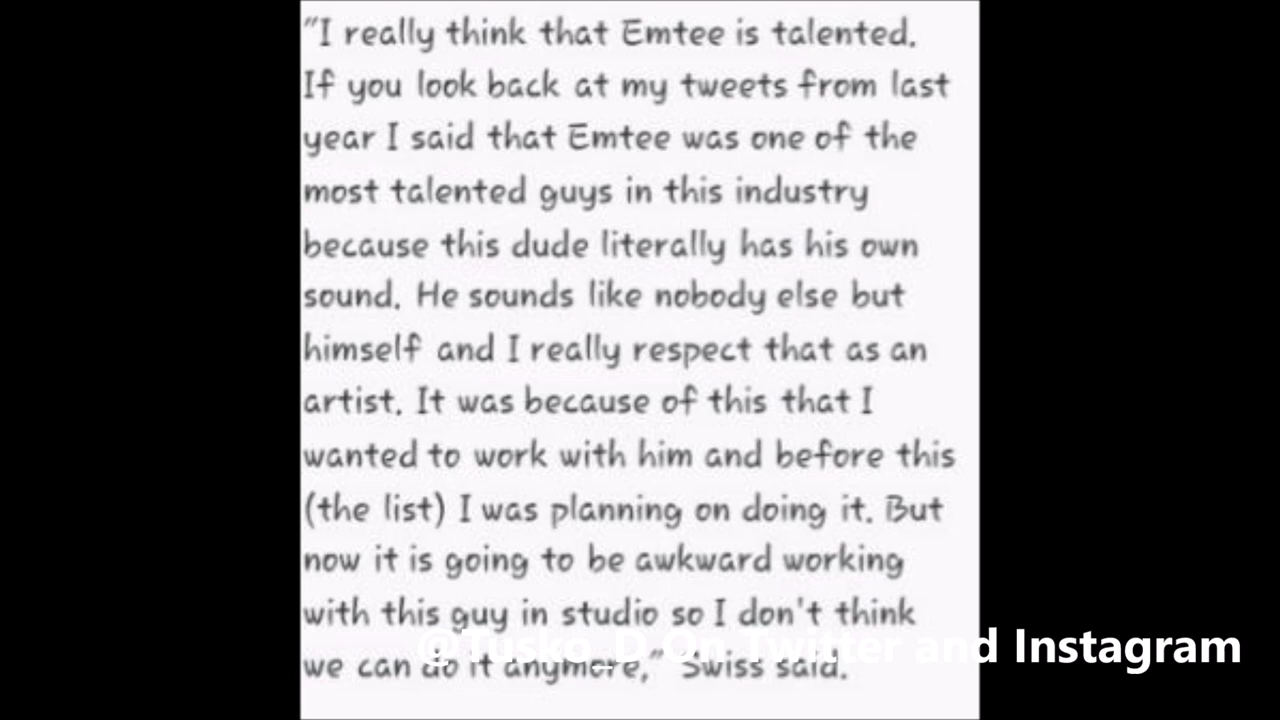 "I really think that Emtee is talented.
If you look back at my tweets from last
year I said that Emtee was one of the
most talented guys in this industry
because this dude literally has his own
sound. He sounds like nobody else but
himself and I really respect that as an
artist. It was because of this that I
wanted to work with him and before this
(the list) I was planning on doing it. But
now it is going to be awkward working
with this guy in studio so I don't think
we can do it anymore," Swiss said.
@Tusko_D On Twitter and Instagram